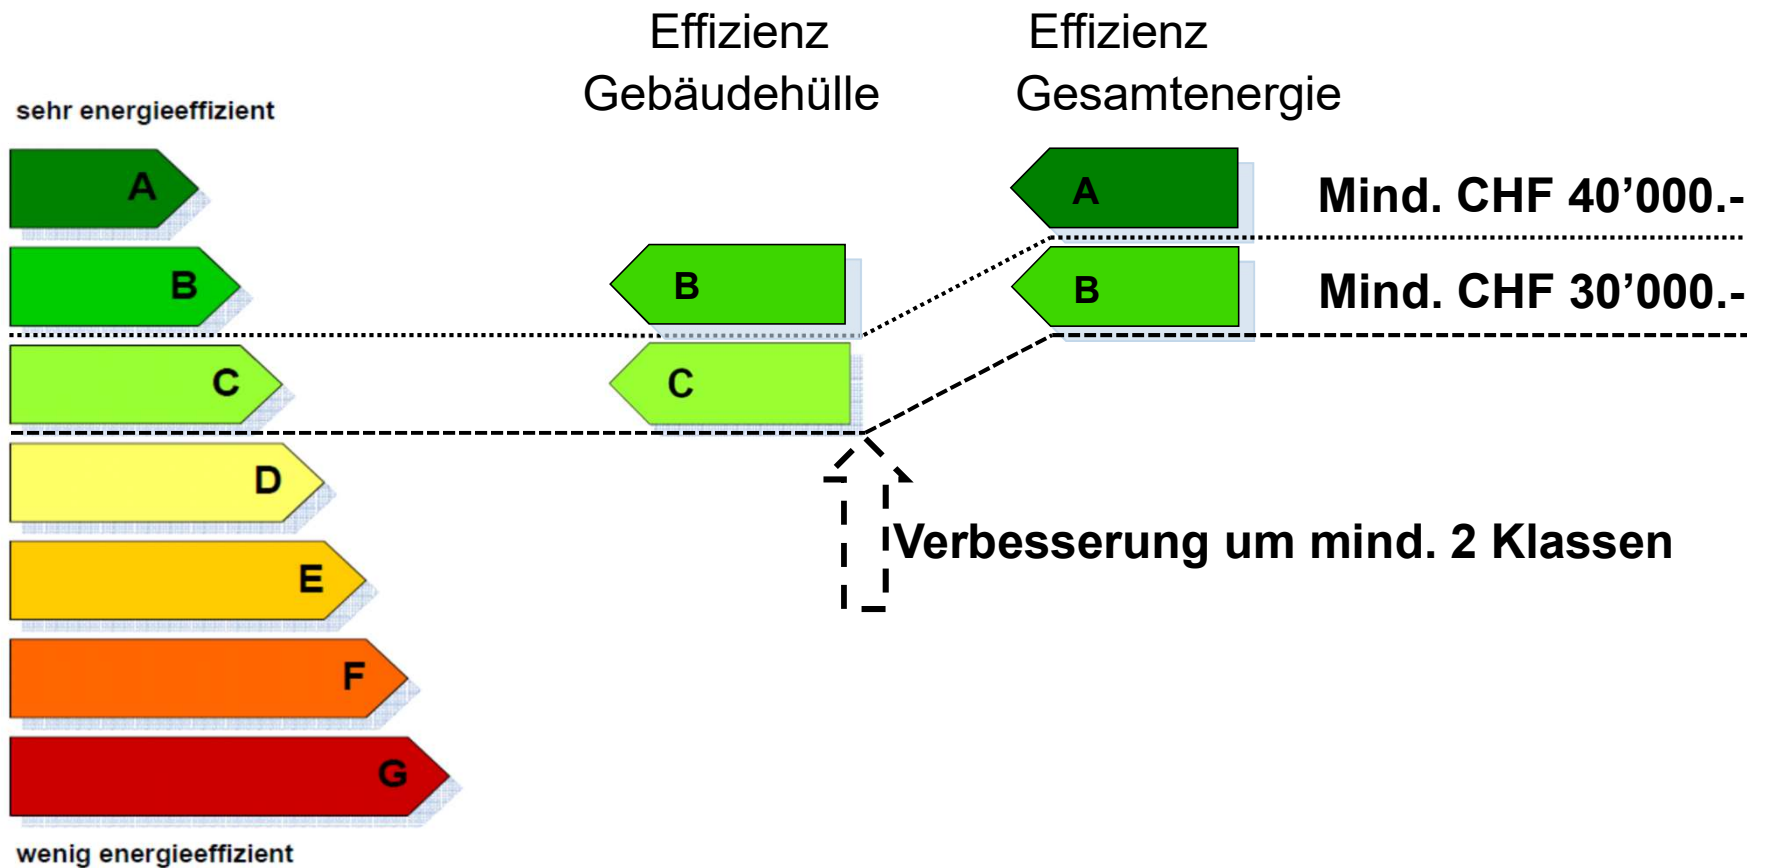 Effizienz
Gebäudehülle
Effizienz
Gesamtenergie
sehr energieeffizient
A
A
Mind. CHF 40’000.-
B
B
B
Mind. CHF 30’000.-
C
C
D
Verbesserung um mind. 2 Klassen
E
F
G
wenig energieeffizient